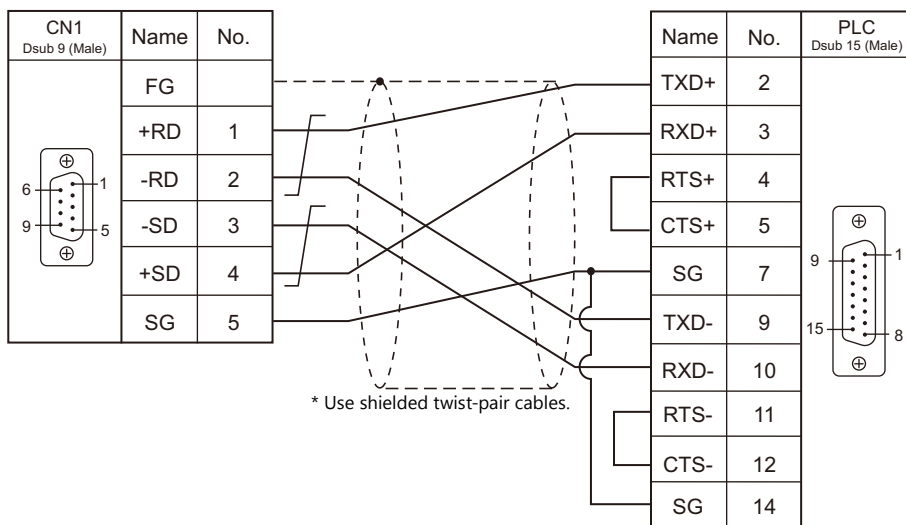 CN1
Dsub 9 (Male)
Name No.
FG
+RD 1
-RD 2
-SD 3
+SD 4
SG 5
6
1
9
5
* Use shielded twist-pair cables.
Name No.
PLC
Dsub 15 (Male)
TXD+ 2
RXD+ 3
RTS+ 4
CTS+ 5
SG 7
TXD- 9
RXD- 10
RTS- 11
CTS- 12
SG 14
9
1
15
8